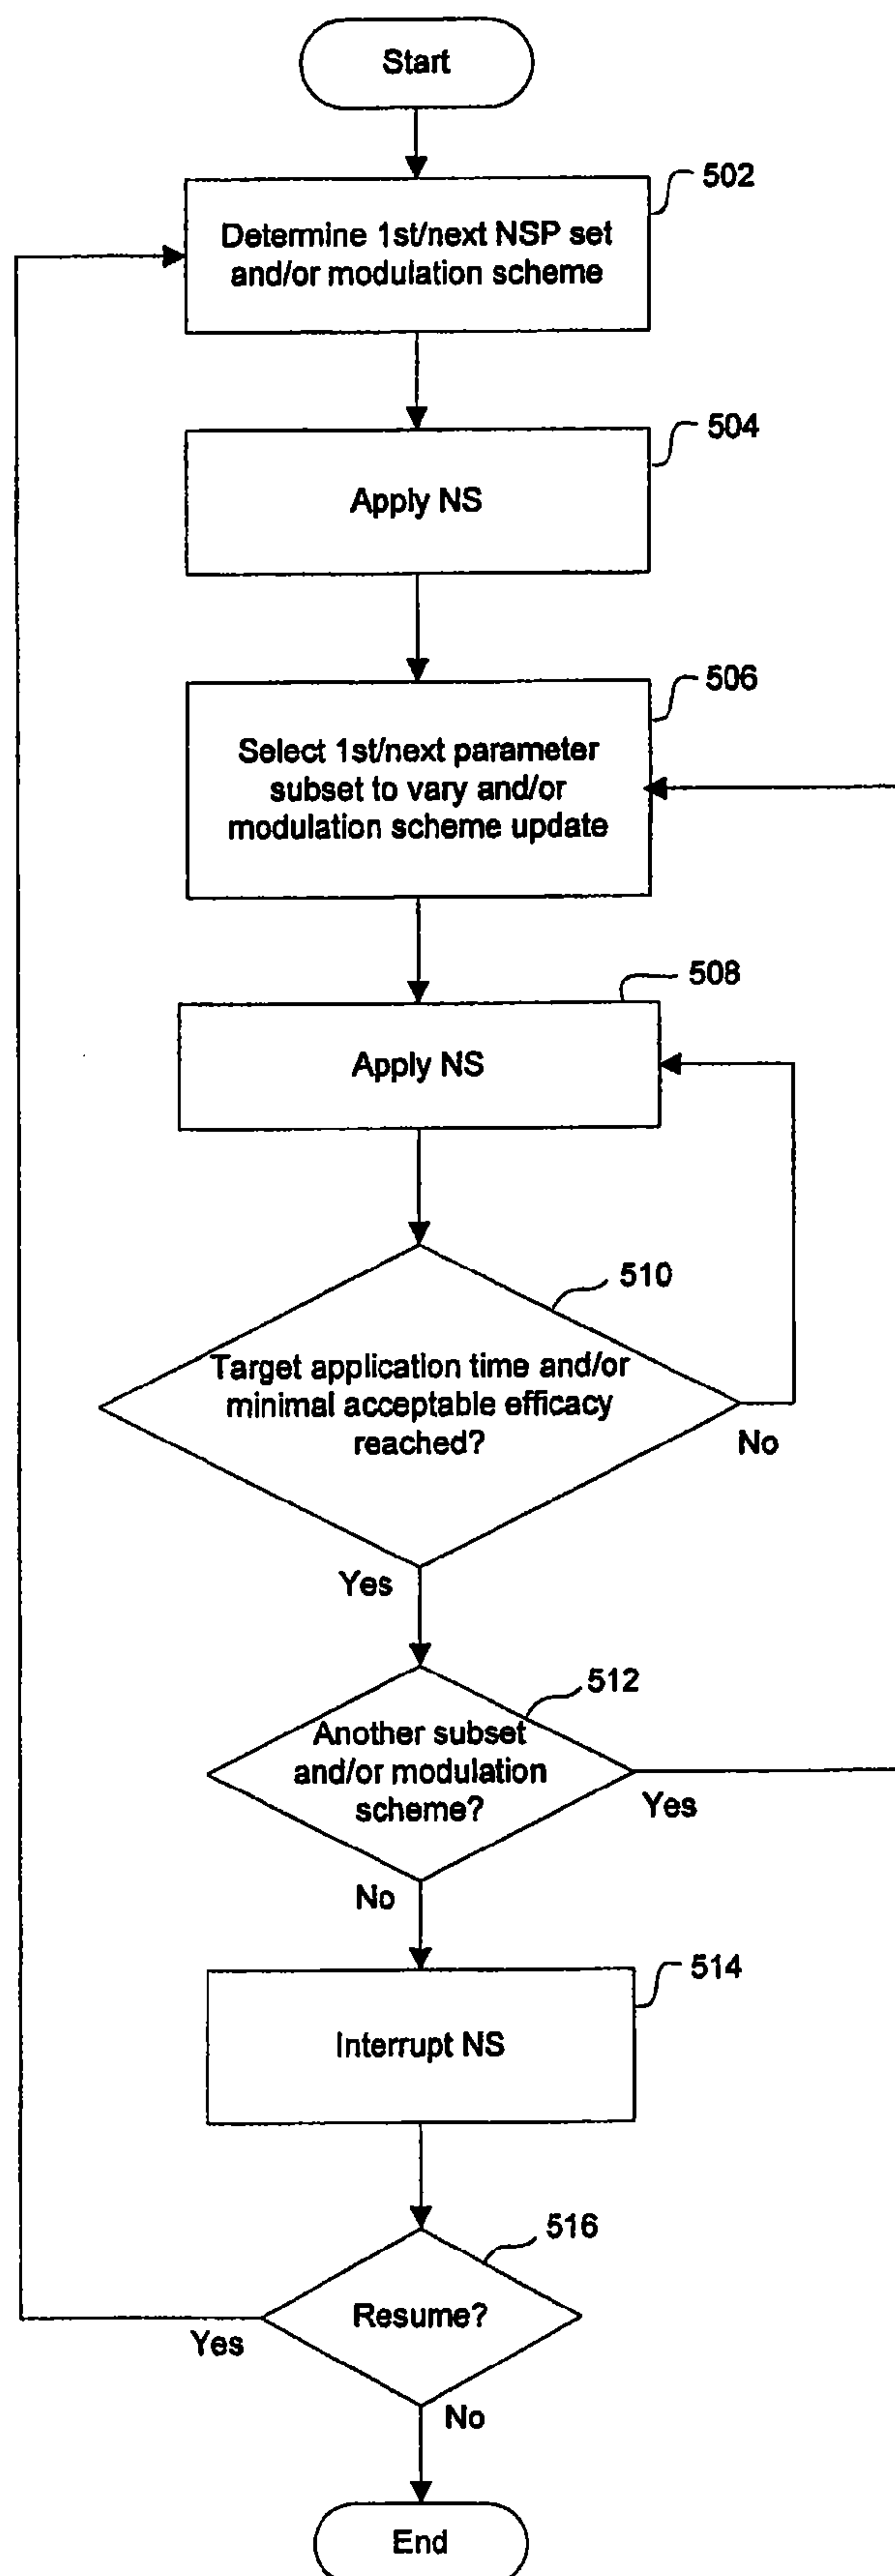 Start
502
Determine 1st/next NSP set
and/or modulation scheme
504
Apply NS
506
Select 1st/next parameter
subset to vary and/or
modulation scheme update
508
Apply NS
510
Target application time and/or
minimal acceptable efficacy
reached?
No
Yes
512
Another subset
and/or modulation
scheme?
Yes
No
514
Interrupt NS
516
Resume?
Yes
No
End